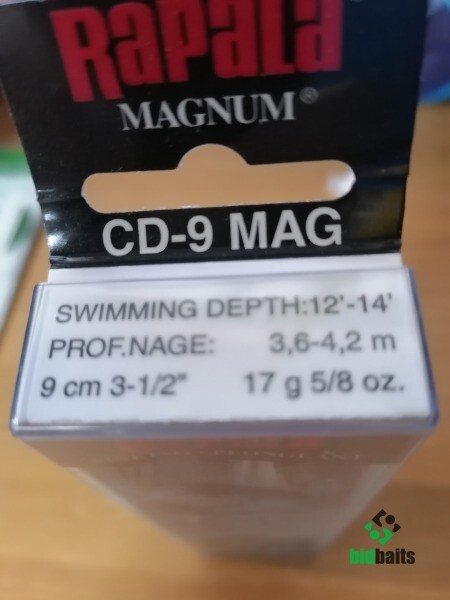 Rapala
MAGNUM®
CD-9 MAG
SWIMMING DEPTH:12'-14'
PROF.NAGE: 3,6-4,2 m
9 cm 3-1/2" 17 g 5/8 oz.
bidbaits